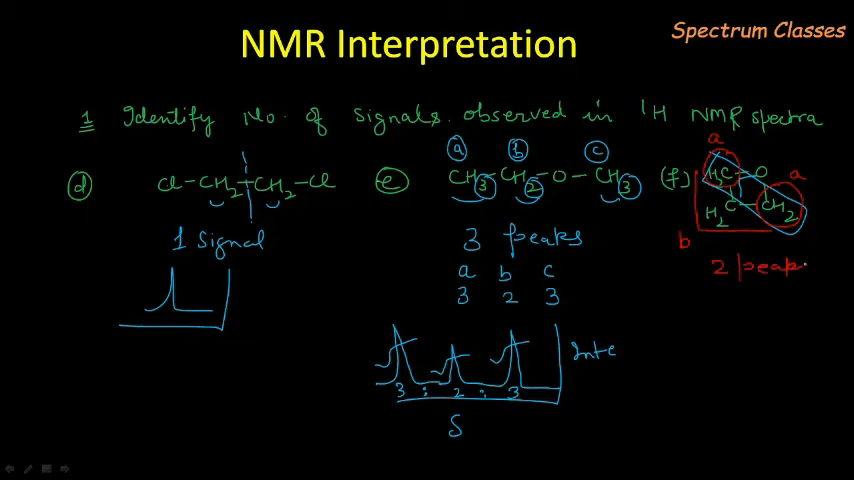 NMR Interpretation
Spectrum Classes
1 Identify No. of signals observed in 1H NMR spectra
(d) Cl-CH2-CH2-Cl
1 Signal
a b c
(e) CH3-CH2-O-CH3
3 peaks
a b c
3 2 3
Inte
3 : 2 : 3
S
a
(f) H2C-O a
H2C-CH2
b
2 peaks